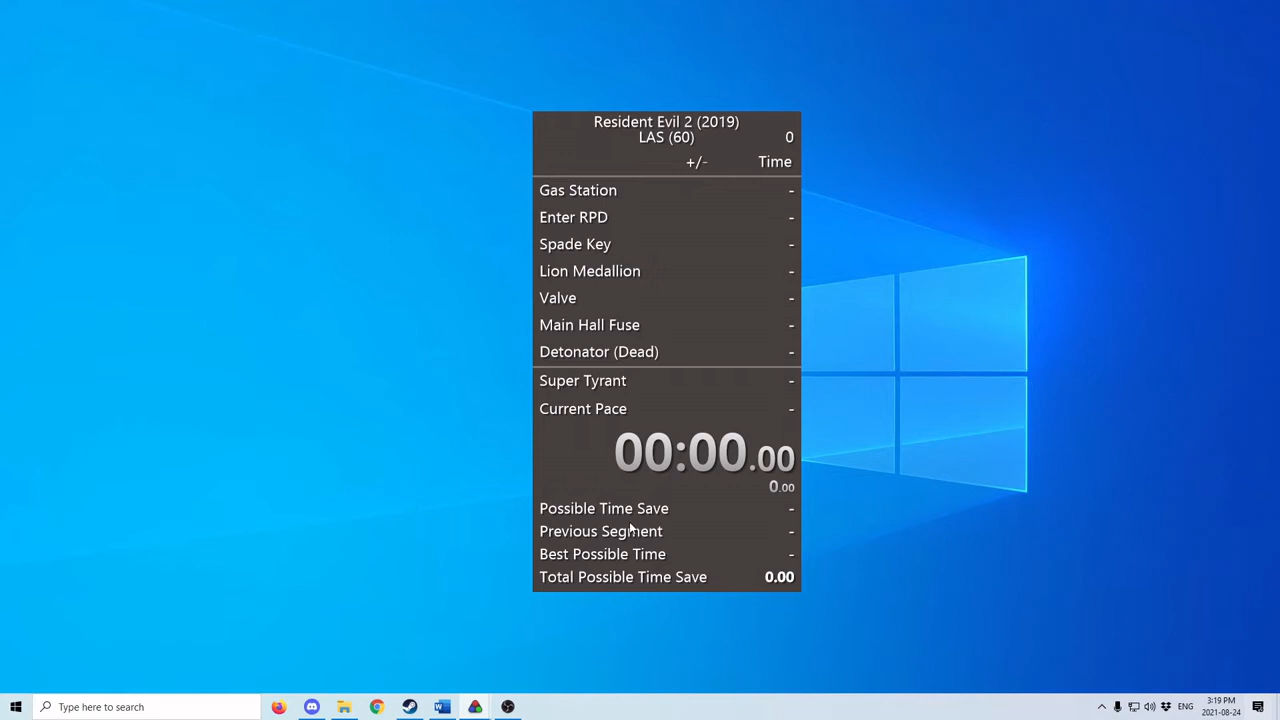 Resident Evil 2 (2019)
LAS (60) 0
+/- Time
Gas Station -
Enter RPD -
Spade Key -
Lion Medallion -
Valve -
Main Hall Fuse -
Detonator (Dead) -
Super Tyrant -
Current Pace -
00:00.00
0.00
Possible Time Save -
Previous Segment -
Best Possible Time -
Total Possible Time Save 0.00
Type here to search
ENG
3:19 PM
2021-08-24